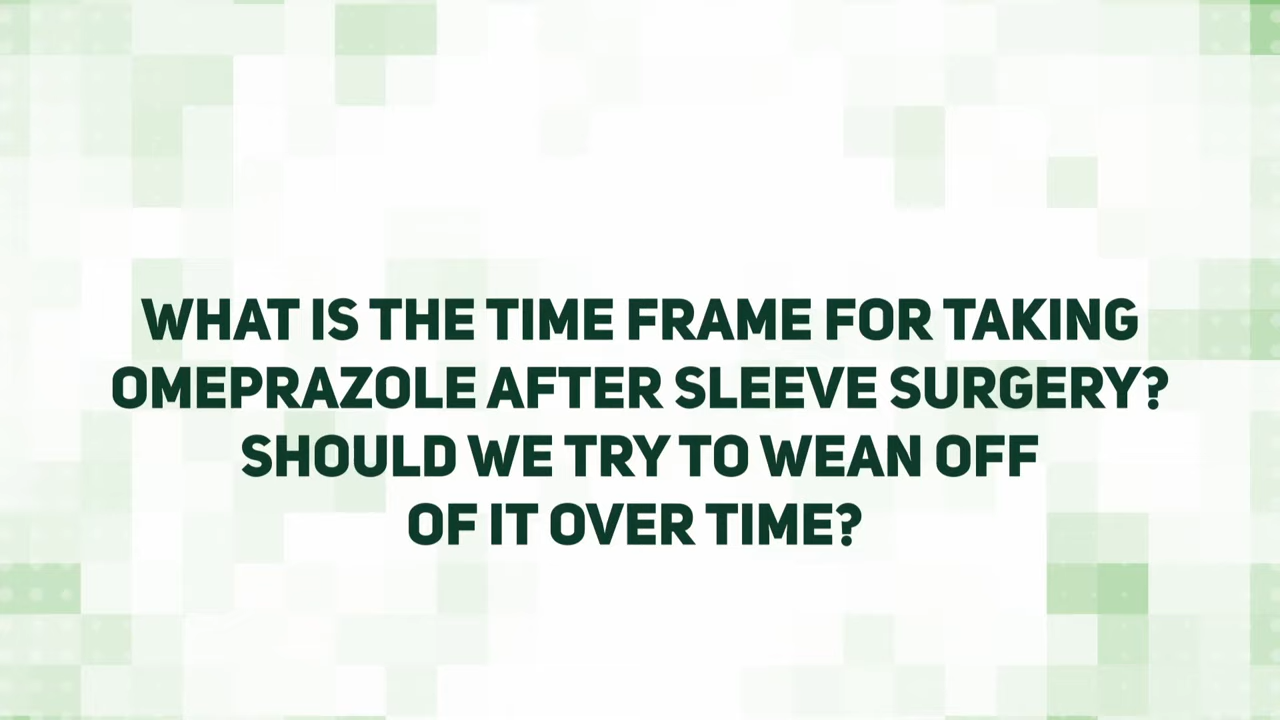 WHAT IS THE TIME FRAME FOR TAKING
OMEPRAZOLE AFTER SLEEVE SURGERY?
SHOULD WE TRY TO WEAN OFF
OF IT OVER TIME?